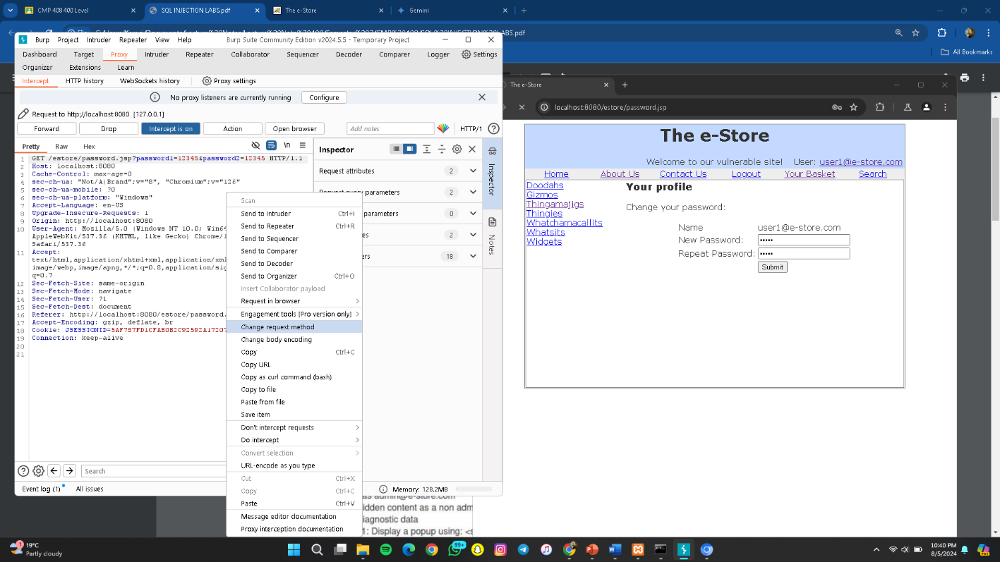 CMP 408 400 Level
SQL INJECTION LABS.pdf
The e-Store
Gemini
All Bookmarks
Burp Project Intruder Repeater View Help
Burp Suite Community Edition v2024.5.5 - Temporary Project
Dashboard Target Proxy Intruder Repeater Collaborator Sequencer Decoder Comparer Logger Settings
Organizer Extensions Learn
Intercept HTTP history WebSockets history Proxy settings
No proxy listeners are currently running Configure
Request to http://localhost:8080 [127.0.0.1]
Forward Drop Intercept is on Action Open browser Add notes HTTP/1
Pretty Raw Hex \n
1 GET /estore/password.jsp?password1=12345&password2=12345 HTTP/1.1
2 Host: localhost:8080
3 Cache-Control: max-age=0
4 sec-ch-ua: "Not/A)Brand";v="8", "Chromium";v="126"
5 sec-ch-ua-mobile: ?0
6 sec-ch-ua-platform: "Windows"
7 Accept-Language: en-US
8 Upgrade-Insecure-Requests: 1
9 Origin: http://localhost:8080
10 User-Agent: Mozilla/5.0 (Windows NT 10.0; Win64
AppleWebKit/537.36 (KHTML, like Gecko) Chrome/1
Safari/537.36
11 Accept:
text/html,application/xhtml+xml,application/xml
image/webp,image/apng,*/*;q=0.8,application/sig
q=0.7
12 Sec-Fetch-Site: same-origin
13 Sec-Fetch-Mode: navigate
14 Sec-Fetch-User: ?1
15 Sec-Fetch-Dest: document
16 Referer: http://localhost:8080/estore/password.
17 Accept-Encoding: gzip, deflate, br
18 Cookie: JSESSIONID=5AF787FD1CFAB0B2C92592A17207
19 Connection: keep-alive
20
21
Search
Event log (1) All issues
Memory: 128.2MB
Inspector
Request attributes 2
Request query parameters 2
parameters 0
es 2
ers 18
Inspector
Notes
Scan
Send to Intruder Ctrl+I
Send to Repeater Ctrl+R
Send to Sequencer
Send to Comparer
Send to Decoder
Send to Organizer Ctrl+O
Insert Collaborator payload
Request in browser
Engagement tools [Pro version only]
Change request method
Change body encoding
Copy Ctrl+C
Copy URL
Copy as curl command (bash)
Copy to file
Paste from file
Save item
Don't intercept requests
Do intercept
Convert selection
URL-encode as you type
Cut Ctrl+X
Copy Ctrl+C
Paste Ctrl+V
Message editor documentation
Proxy interception documentation
as admin@e-store.com
idden content as a non adm
iagnostic data
1: Display a popup using: <s
The e-Store
localhost:8080/estore/password.jsp
The e-Store
Welcome to our vulnerable site! User: user1@e-store.com
Home About Us Contact Us Logout Your Basket Search
Doodahs
Gizmos
Thingamajigs
Thingies
Whatchamacallits
Whatsits
Widgets
Your profile
Change your password:
Name user1@e-store.com
New Password: •••••
Repeat Password: •••••
Submit
1
19°C
Partly cloudy
99+
10:40 PM
8/5/2024